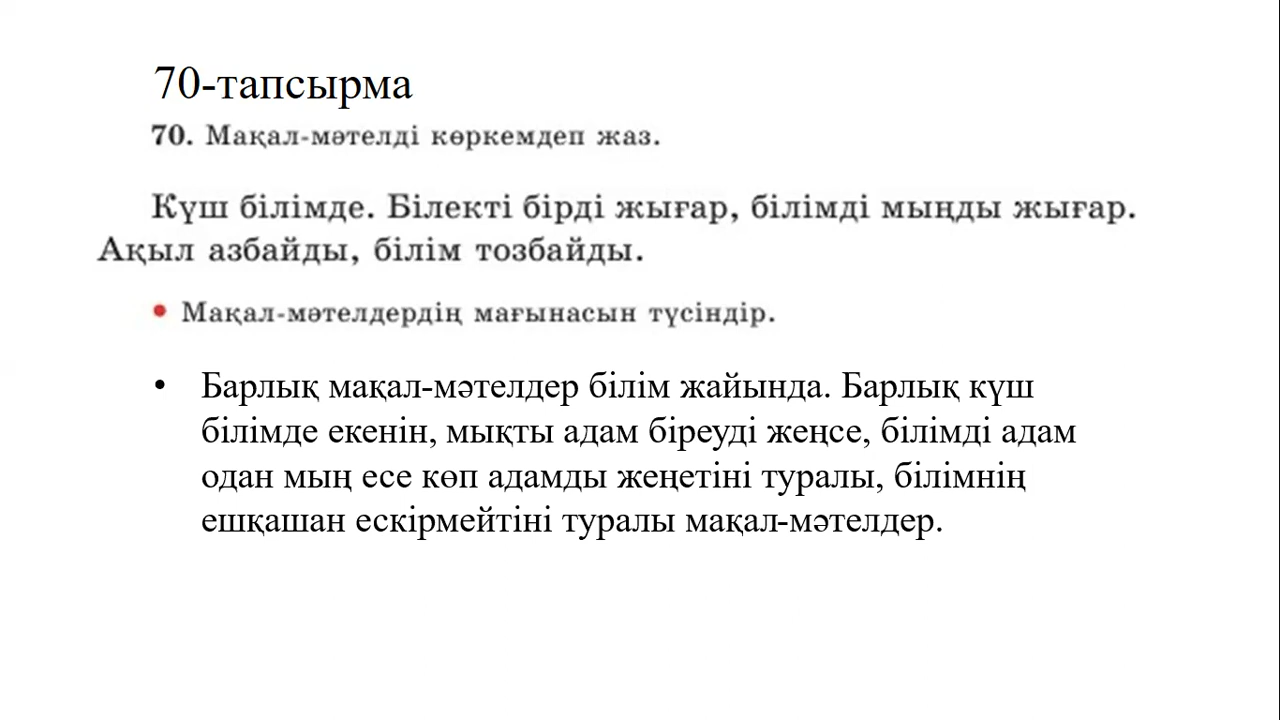 70-тапсырма
70. Мақал-мәтелді көркемдеп жаз.
Күш білімде. Білекті бірді жығар, білімді мыңды жығар.
Ақыл азбайды, білім тозбайды.
• Мақал-мәтелдердің мағынасын түсіндір.
• Барлық мақал-мәтелдер білім жайында. Барлық күш
білімде екенін, мықты адам біреуді жеңсе, білімді адам
одан мың есе көп адамды жеңетіні туралы, білімнің
ешқашан ескірмейтіні туралы мақал-мәтелдер.